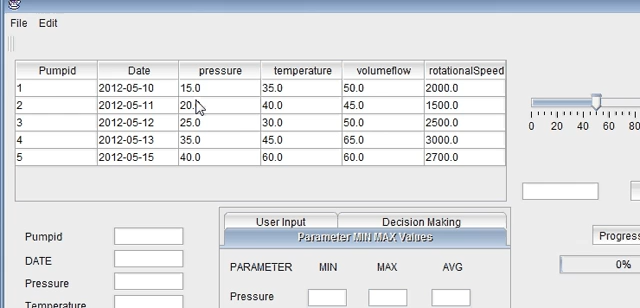 File Edit
Pumpid Date pressure temperature volumeflow rotationalSpeed
1 2012-05-10 15.0 35.0 50.0 2000.0
2 2012-05-11 20. 40.0 45.0 1500.0
3 2012-05-12 25.0 30.0 50.0 2500.0
4 2012-05-13 35.0 45.0 65.0 3000.0
5 2012-05-15 40.0 60.0 60.0 2700.0
0 20 40 60 80
User Input Decision Making
Parameter MIN MAX Values
Pumpid
DATE
Pressure
Temperature
PARAMETER MIN MAX AVG
Pressure
Progress
0%